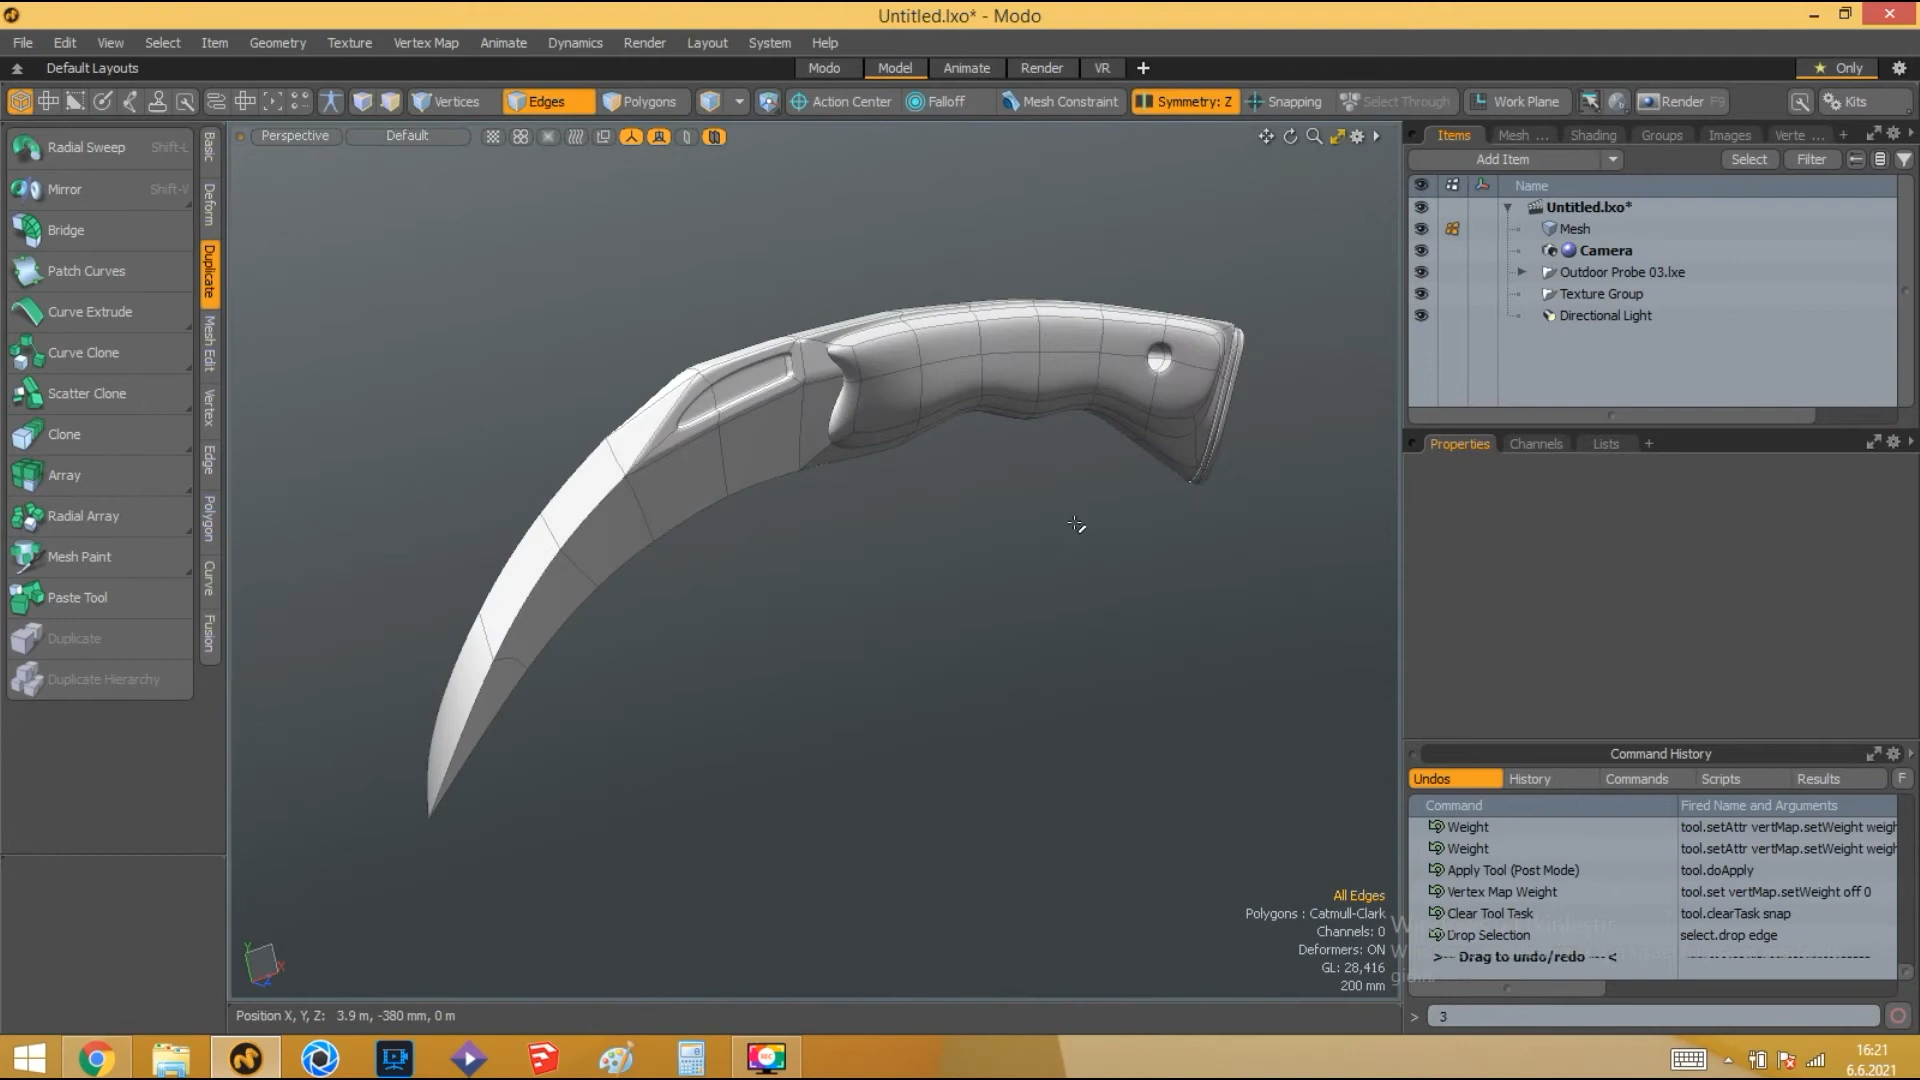 Untitled.lxo* - Modo
File Edit View Select Item Geometry Texture Vertex Map Animate Dynamics Render Layout System Help
Default Layouts Modo Model Animate Render VR + Only
Vertices Edges Polygons Action Center Falloff Mesh Constraint Symmetry: Z Snapping Select Through Work Plane Render F9 Kits
Radial Sweep Shift-L
Mirror Shift-V
Bridge
Patch Curves
Curve Extrude
Curve Clone
Scatter Clone
Clone
Array
Radial Array
Mesh Paint
Paste Tool
Duplicate
Duplicate Hierarchy
Basic
Deform
Duplicate
Mesh Edit
Vertex
Edge
Polygon
Curve
Fusion
Perspective Default
All Edges
Polygons : Catmull-Clark
Channels: 0
Deformers: ON
GL: 28,416
200 mm
Y
X
Z
Position X, Y, Z: 3.9 m, -380 mm, 0 m
Items Mesh ... Shading Groups Images Verte ... +
Add Item Select Filter
Name
Untitled.lxo*
Mesh
Camera
Outdoor Probe 03.lxe
Texture Group
Directional Light
Properties Channels Lists +
Command History
Undos History Commands Scripts Results F
Command Fired Name and Arguments
Weight tool.setAttr vertMap.setWeight weigh
Weight tool.setAttr vertMap.setWeight weigh
Apply Tool (Post Mode) tool.doApply
Vertex Map Weight tool.set vertMap.setWeight off 0
Clear Tool Task tool.clearTask snap
Drop Selection select.drop edge
>--- Drag to undo/redo ---<
> 3
REC
16:21
6.6.2021